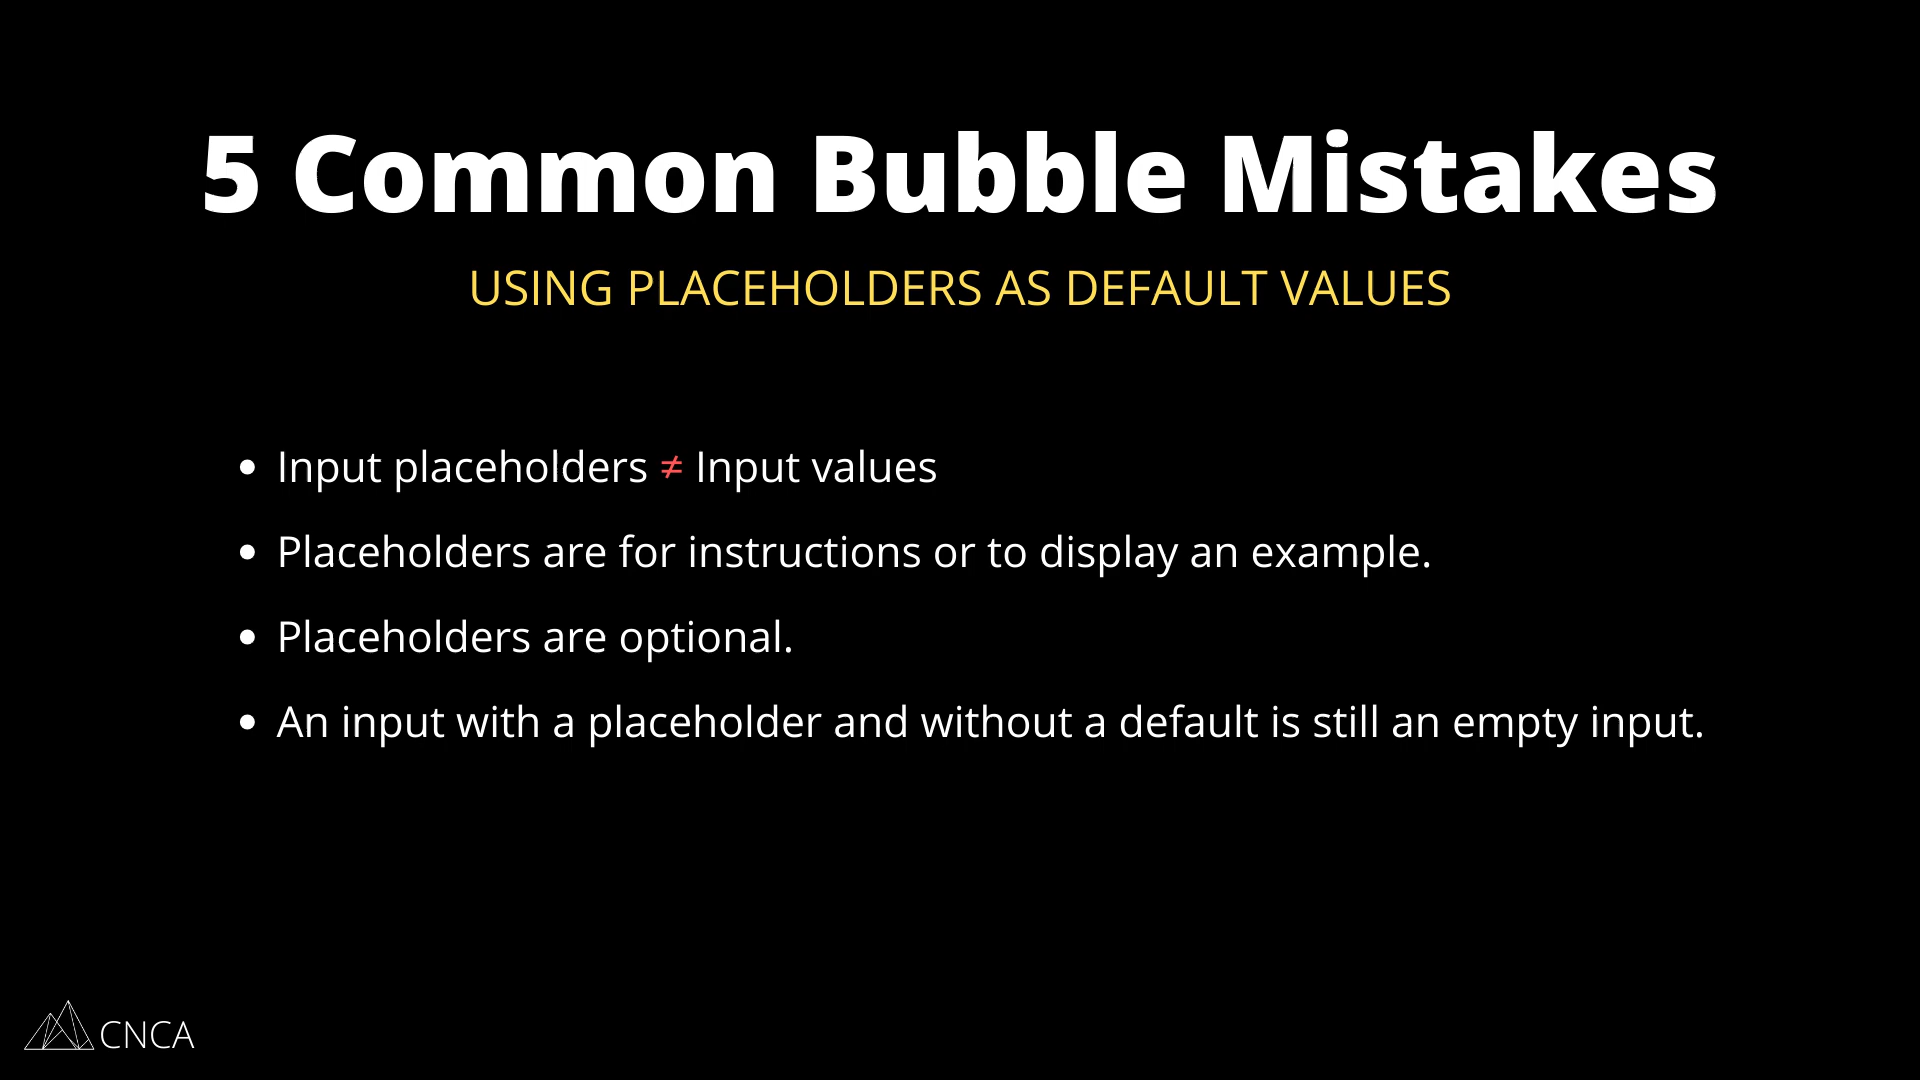 5 Common Bubble Mistakes
USING PLACEHOLDERS AS DEFAULT VALUES
• Input placeholders ≠ Input values
• Placeholders are for instructions or to display an example.
• Placeholders are optional.
• An input with a placeholder and without a default is still an empty input.
CNCA